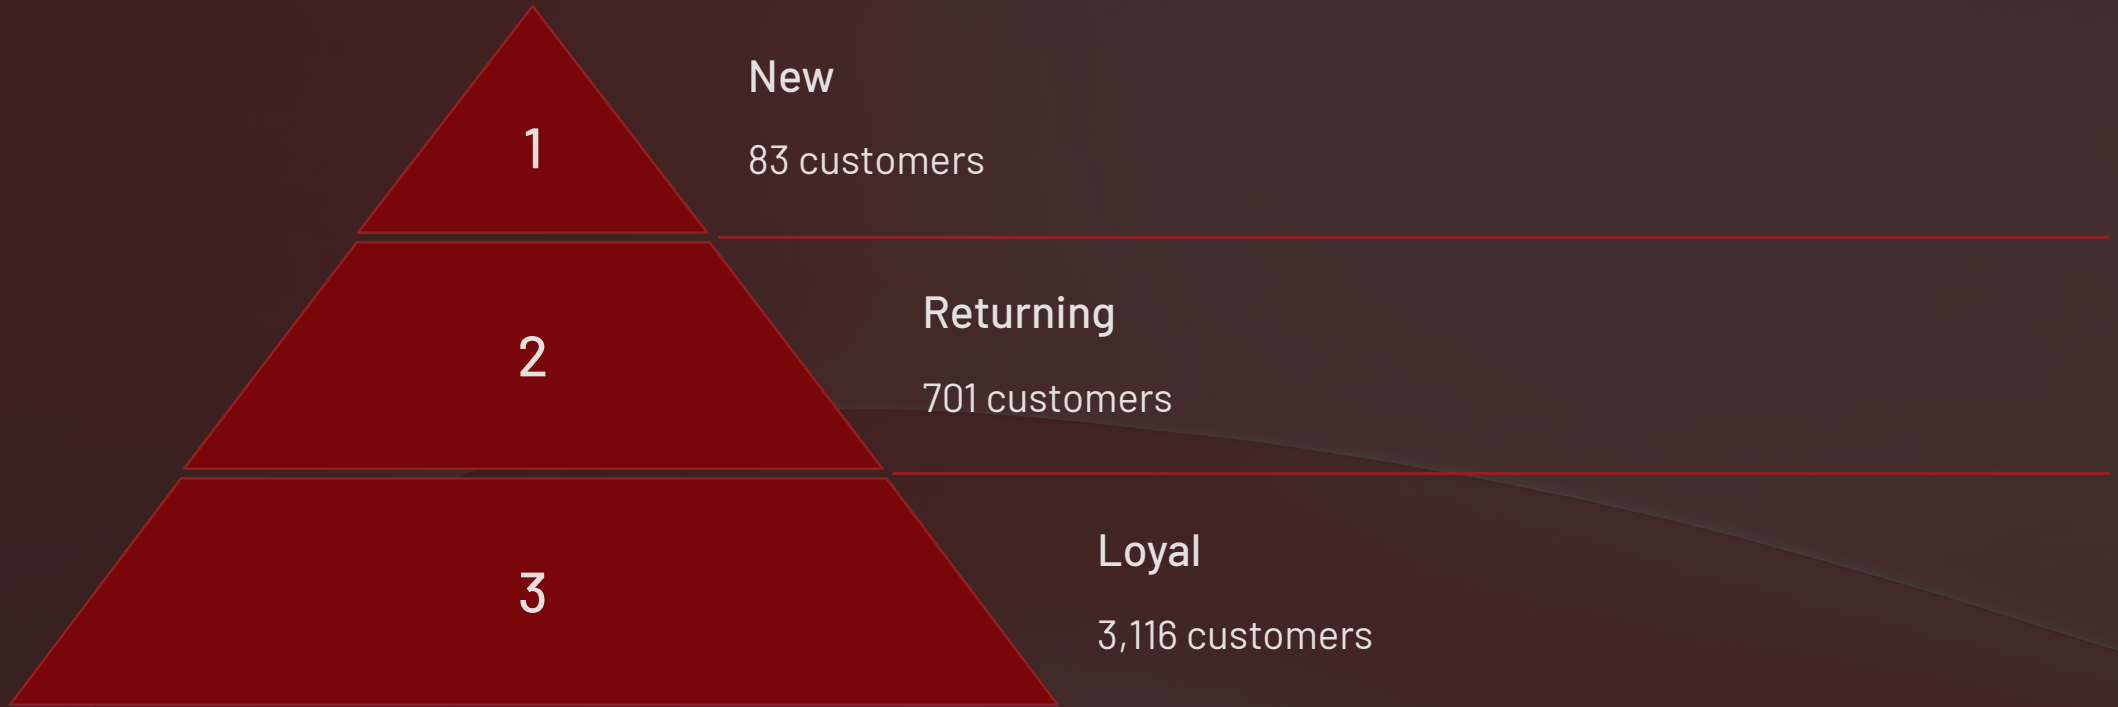 1
New
83 customers
2
Returning
701 customers
3
Loyal
3,116 customers